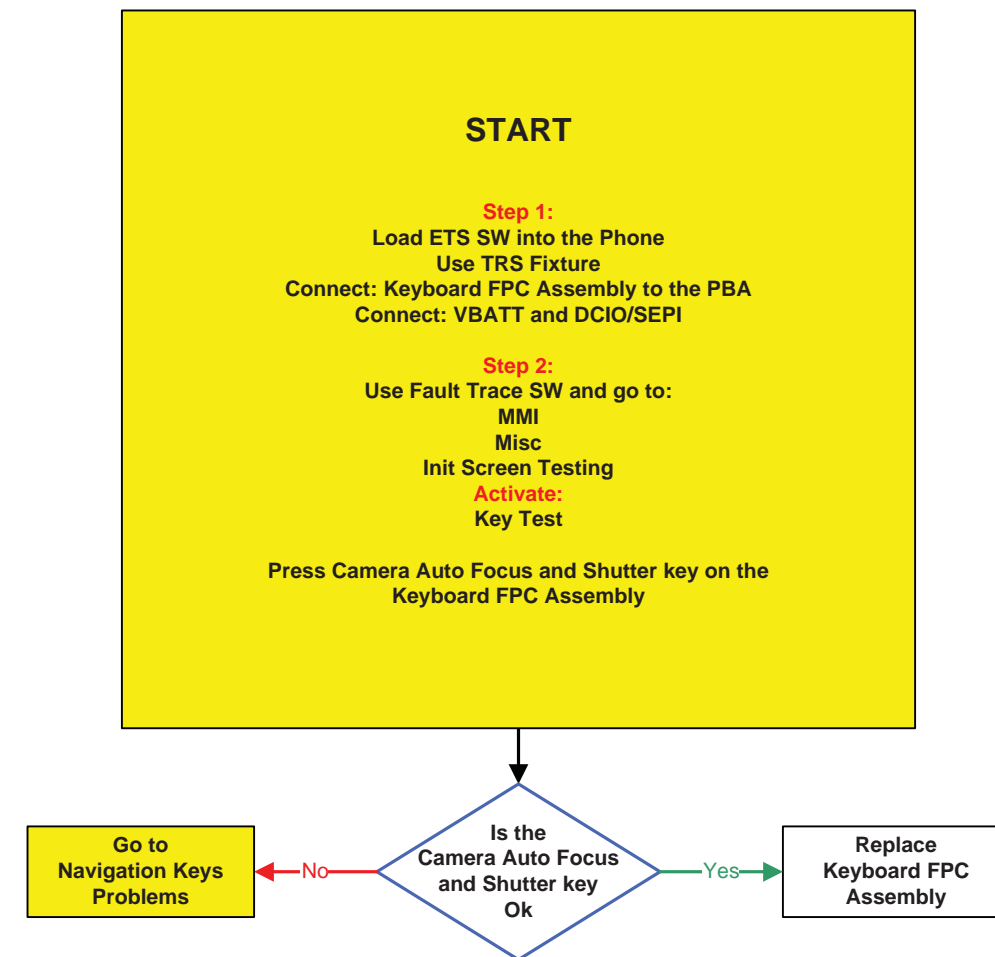 START
Step 1:
Load ETS SW into the Phone
Use TRS Fixture
Connect: Keyboard FPC Assembly to the PBA
Connect: VBATT and DCIO/SEPI
Step 2:
Use Fault Trace SW and go to:
MMI
Misc
Init Screen Testing
Activate:
Key Test
Press Camera Auto Focus and Shutter key on the
Keyboard FPC Assembly
Is the
Camera Auto Focus
and Shutter key
Ok
No
Go to
Navigation Keys
Problems
Yes
Replace
Keyboard FPC
Assembly